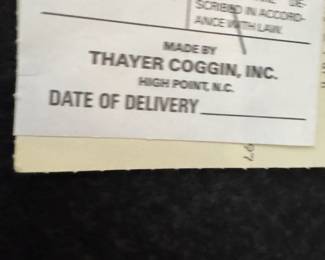 SCRIBED IN ACCORD-
ANCE WITH LAW.
MADE BY
THAYER COGGIN, INC.
HIGH POINT, N.C.
DATE OF DELIVERY